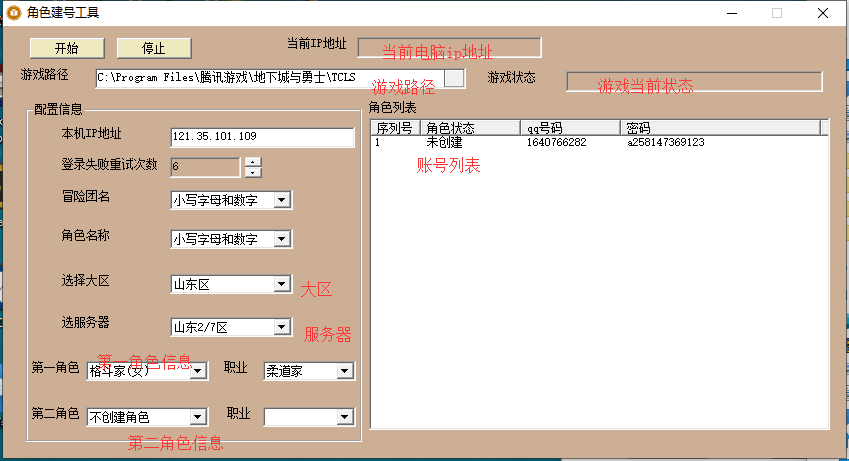 角色建号工具
开始
停止
当前IP地址
当前电脑ip地址
游戏路径
C:\Program Files\腾讯游戏\地下城与勇士\TCLS
游戏路径
游戏状态
游戏当前状态
配置信息
本机IP地址
121.35.101.109
登录失败重试次数
6
冒险团名
小写字母和数字
角色名称
小写字母和数字
选择大区
山东区
大区
选服务器
山东2/7区
服务器
第一角色
第一角色信息
格斗家(女)
职业
柔道家
第二角色
不创建角色
职业
第二角色信息
角色列表
序列号 角色状态 qq号码 密码
1 未创建 1640766282 a258147369123
账号列表